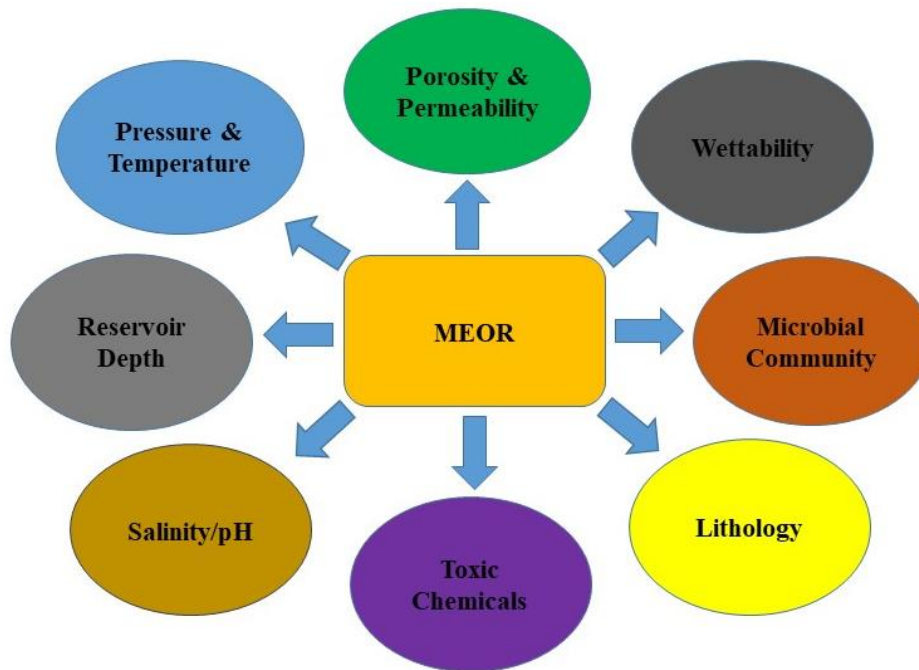 Porosity &
Permeability
Pressure &
Temperature
Wettability
Reservoir
Depth
MEOR
Microbial
Community
Salinity/pH
Lithology
Toxic
Chemicals